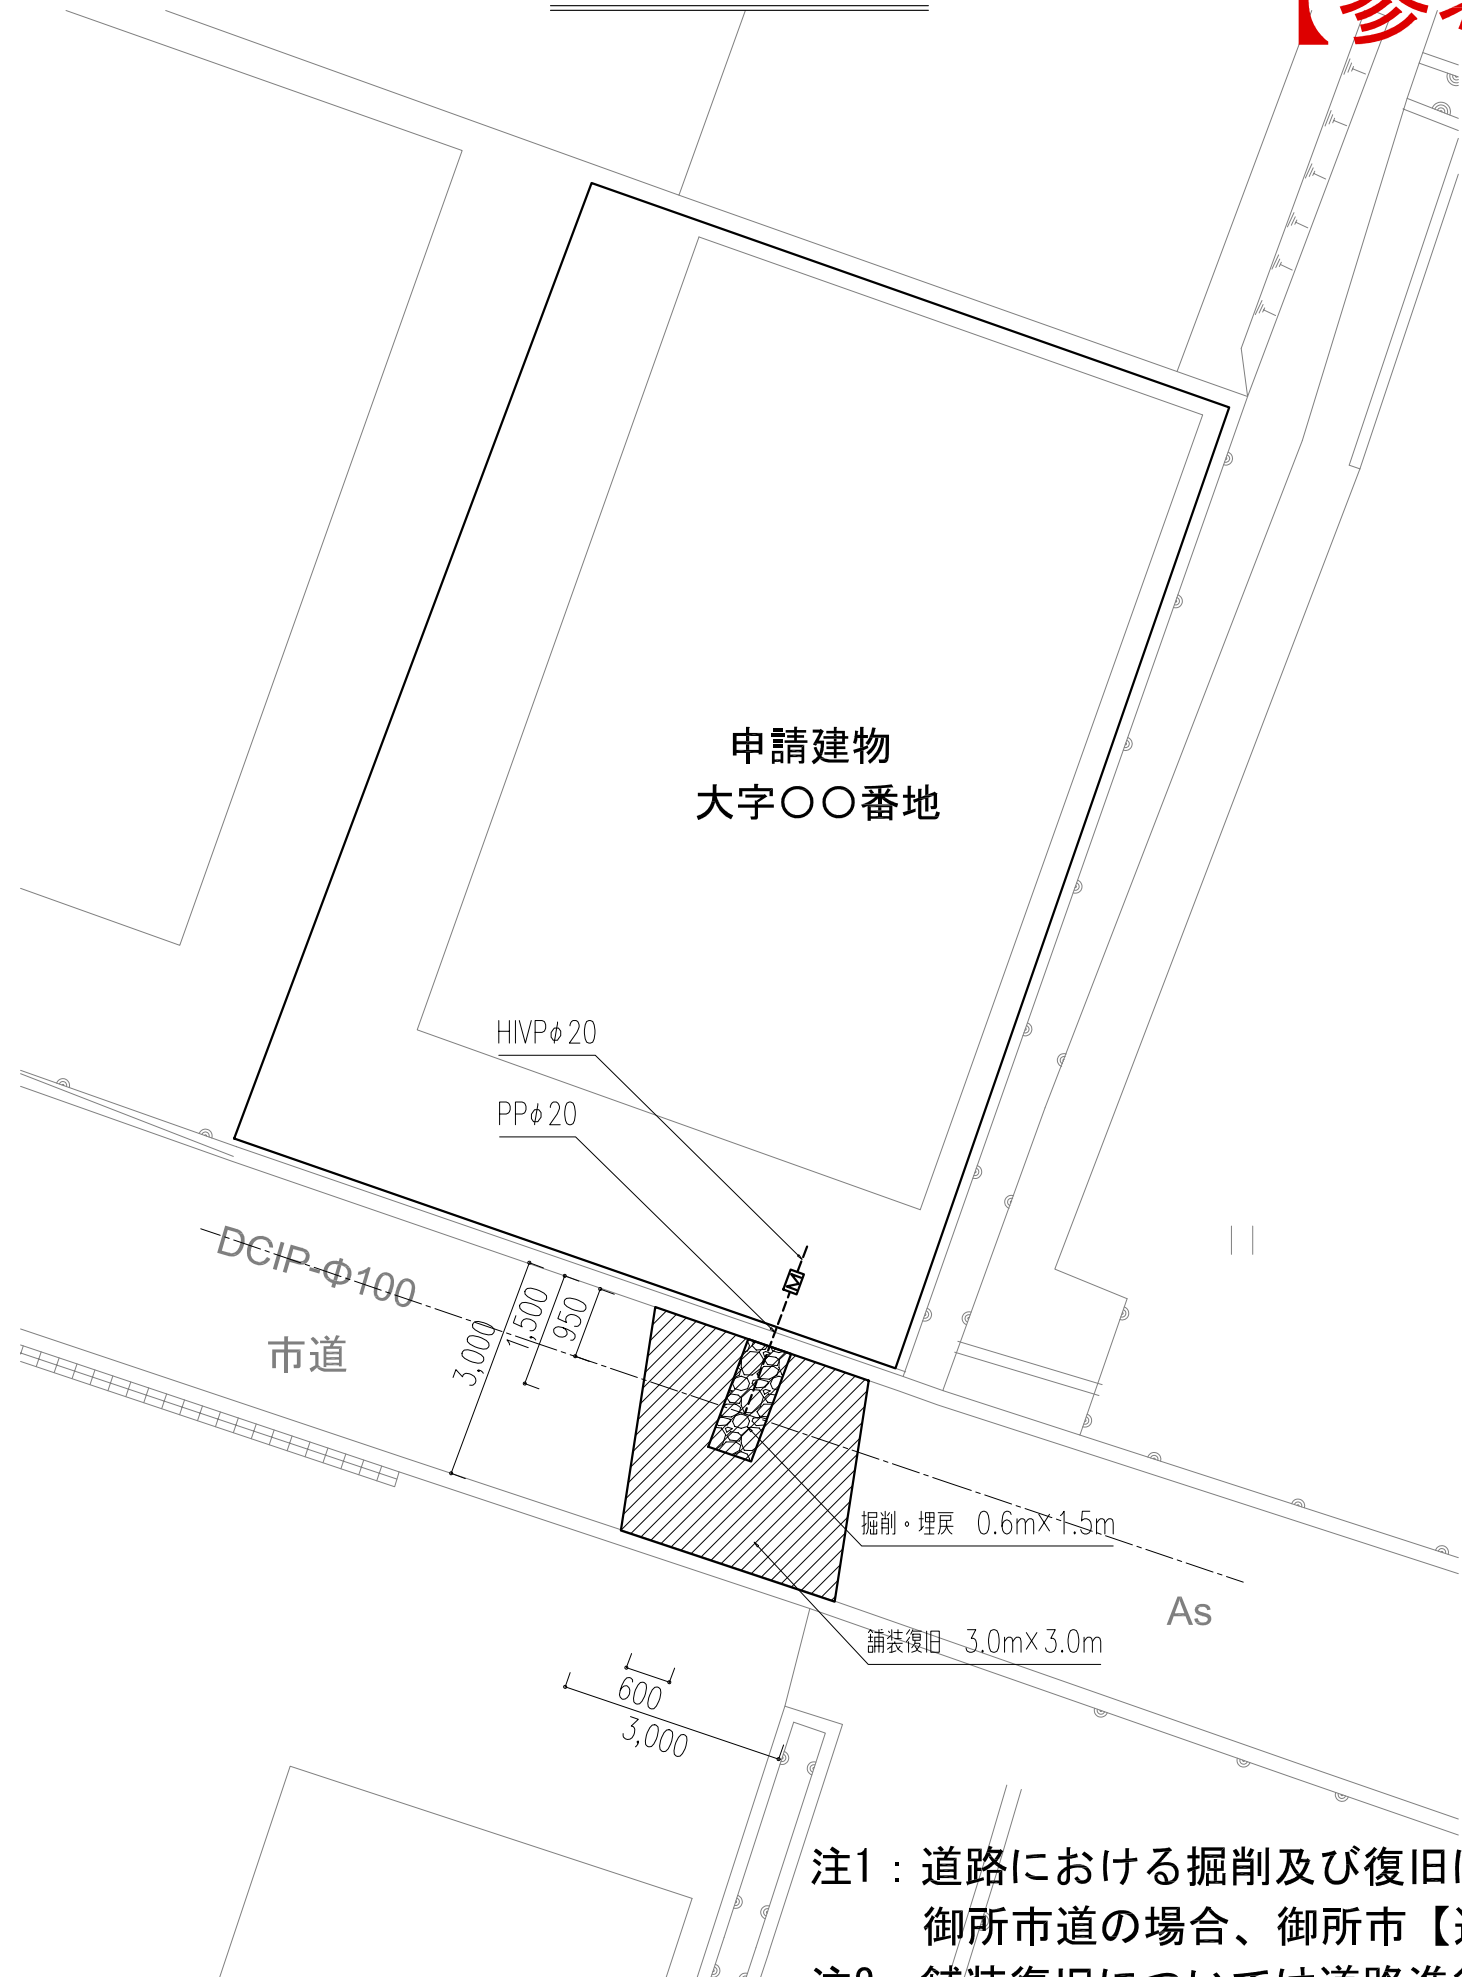 【参
申請建物
大字〇〇番地
HIVPφ20
PPφ20
DCIP-Φ100
市道
3,000
1,500
950
掘削・埋戻 0.6m×1.5m
As
舗装復旧 3.0m×3.0m
600
3,000
注1：道路における掘削及び復旧
御所市道の場合、御所市【